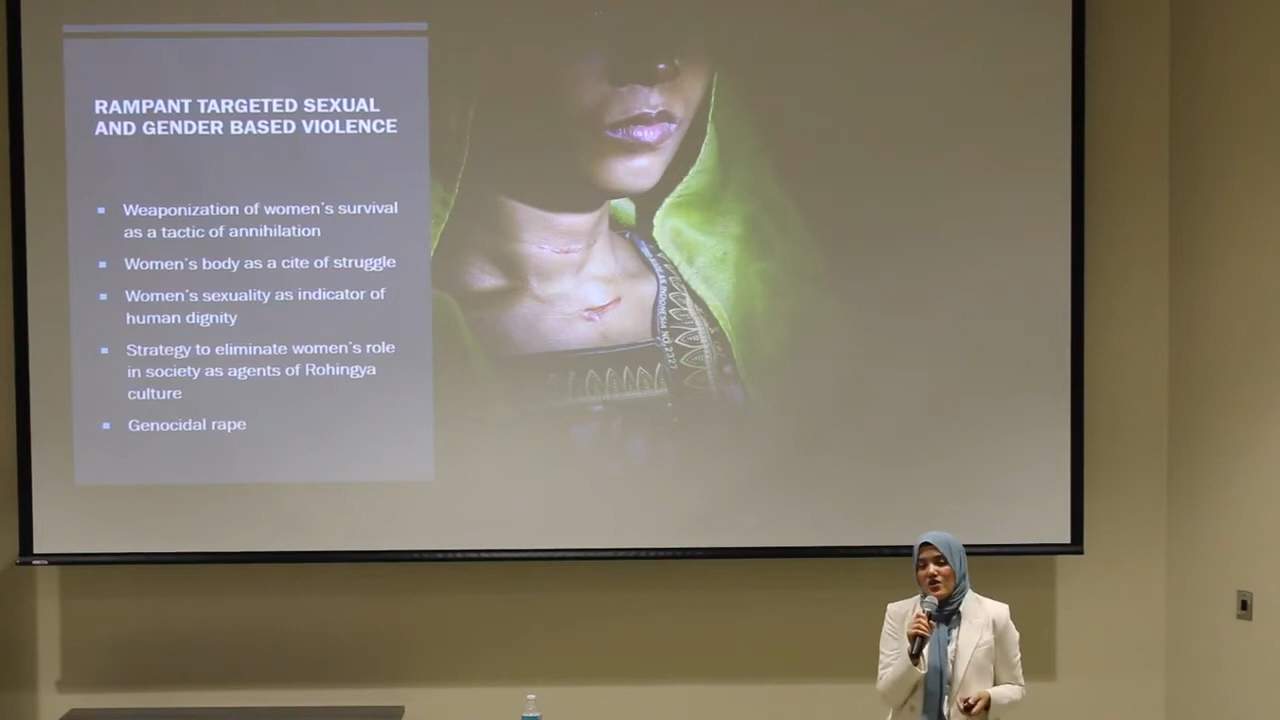 RAMPANT TARGETED SEXUAL
AND GENDER BASED VIOLENCE
Weaponization of women's survival
as a tactic of annihilation
Women's body as a cite of struggle
Women's sexuality as indicator of
human dignity
Strategy to eliminate women's role
in society as agents of Rohingya
culture
Genocidal rape